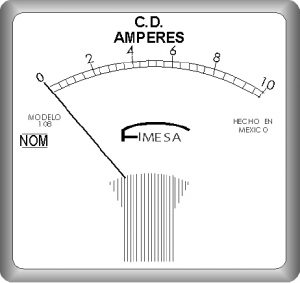 C.D.
AMPERES
0 2 4 6 8 10
MODELO
108
NOM
FIMESA
HECHO EN
MEXICO